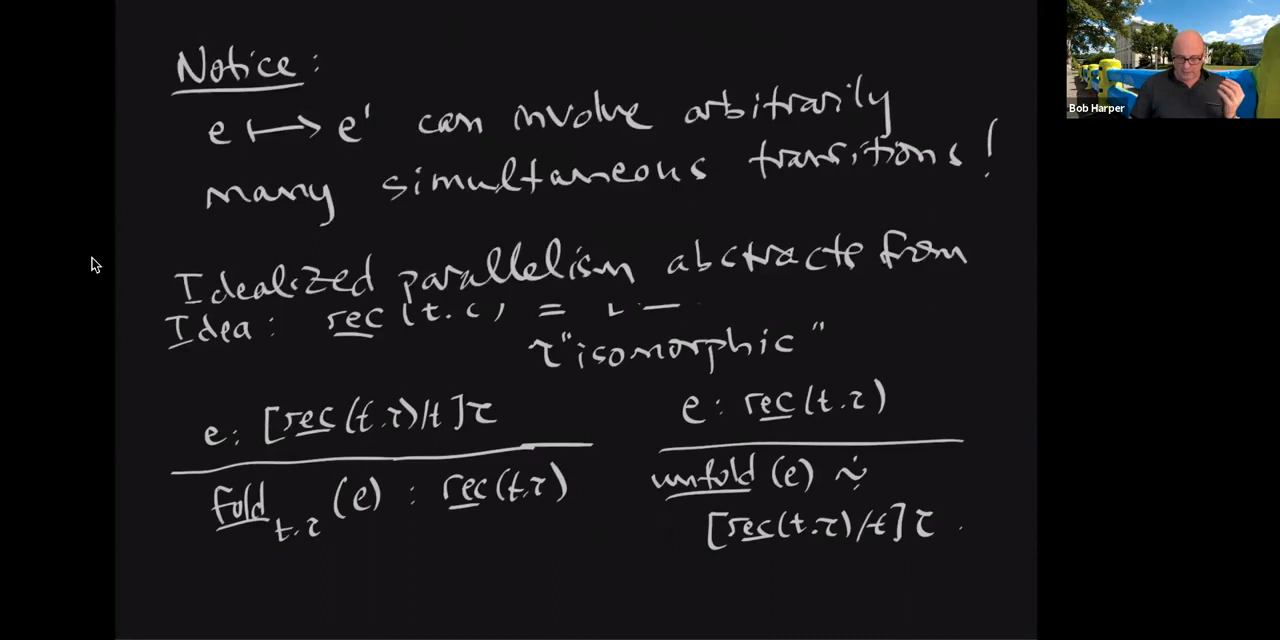 Notice:
e ↦ e' can involve arbitrarily
many simultaneous transitions!
Idealized parallelism abstracts from
Idea: rec (t.
τ "isomorphic"
e: [rec(t.τ)/t]τ
fold t.τ (e) : rec(t.τ)
e: rec(t.τ)
unfold (e) :
[rec(t.τ)/t] τ.
Bob Harper